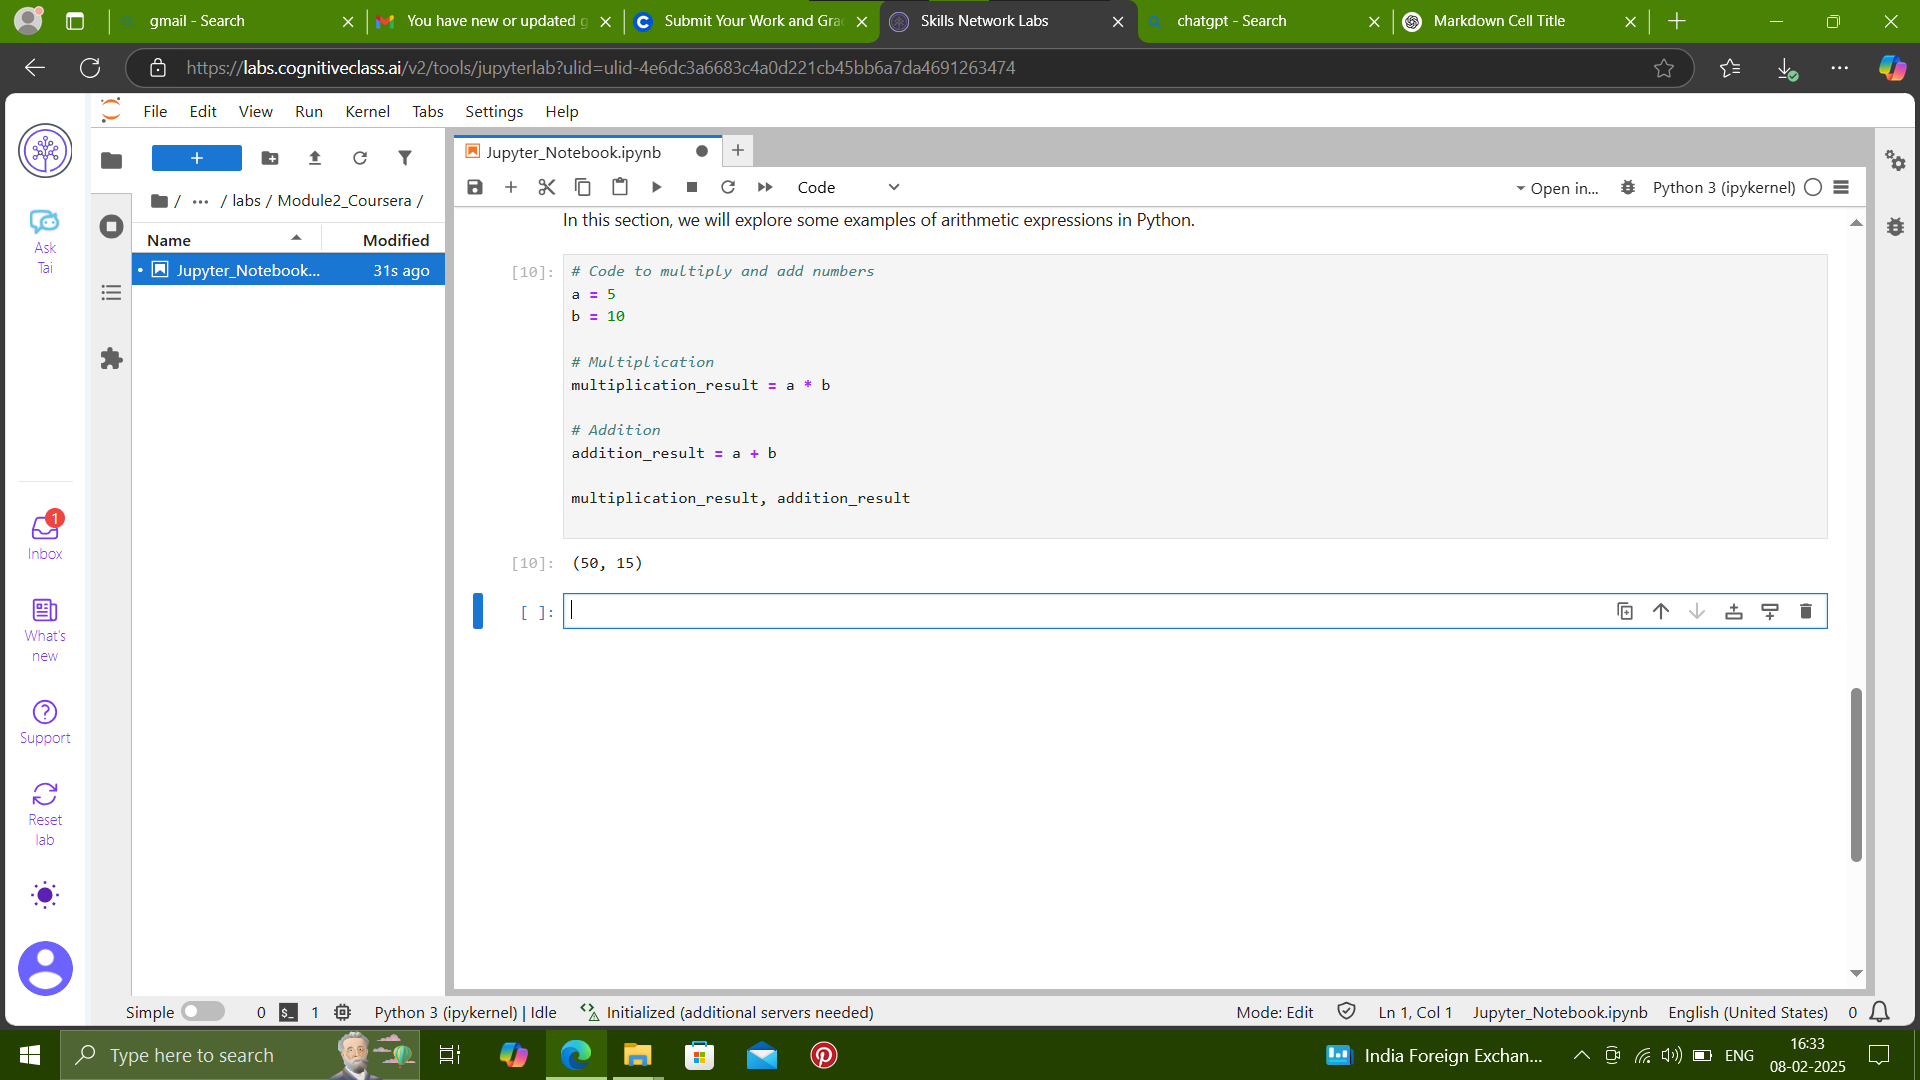 gmail - Search
You have new or updated g
Submit Your Work and Gra
Skills Network Labs
chatgpt - Search
Markdown Cell Title
https://labs.cognitiveclass.ai/v2/tools/jupyterlab?ulid=ulid-4e6dc3a6683c4a0d221cb45bb6a7da4691263474
File Edit View Run Kernel Tabs Settings Help
Jupyter_Notebook.ipynb
/ ... / labs / Module2_Coursera /
Code
Open in...
Python 3 (ipykernel)
Name Modified
Jupyter_Notebook... 31s ago
Ask
Tai
Inbox
1
What's
new
Support
Reset
lab
In this section, we will explore some examples of arithmetic expressions in Python.
[10]:
# Code to multiply and add numbers
a = 5
b = 10
# Multiplication
multiplication_result = a * b
# Addition
addition_result = a + b
multiplication_result, addition_result
[10]: (50, 15)
[ ]:
Simple 0 1 Python 3 (ipykernel) | Idle Initialized (additional servers needed)
Mode: Edit Ln 1, Col 1 Jupyter_Notebook.ipynb English (United States) 0
Type here to search
India Foreign Exchan...
ENG
16:33
08-02-2025